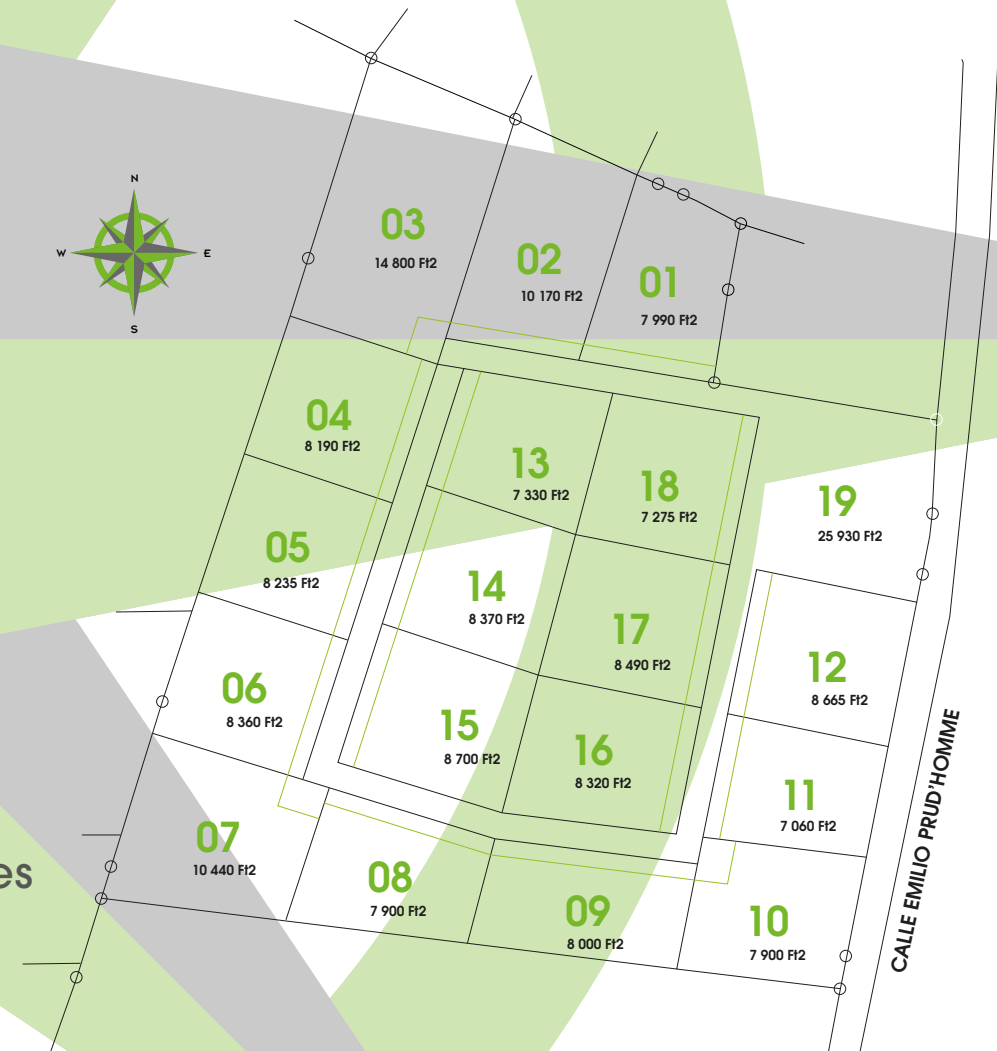 N
W
E
S
03
14 800 Ft2
02
10 170 Ft2
01
7 990 Ft2
04
8 190 Ft2
13
7 330 Ft2
18
7 275 Ft2
19
25 930 Ft2
05
8 235 Ft2
14
8 370 Ft2
17
8 490 Ft2
12
8 665 Ft2
06
8 360 Ft2
15
8 700 Ft2
16
8 320 Ft2
11
7 060 Ft2
CALLE EMILIO PRUD'HOMME
07
10 440 Ft2
es
08
7 900 Ft2
09
8 000 Ft2
10
7 900 Ft2